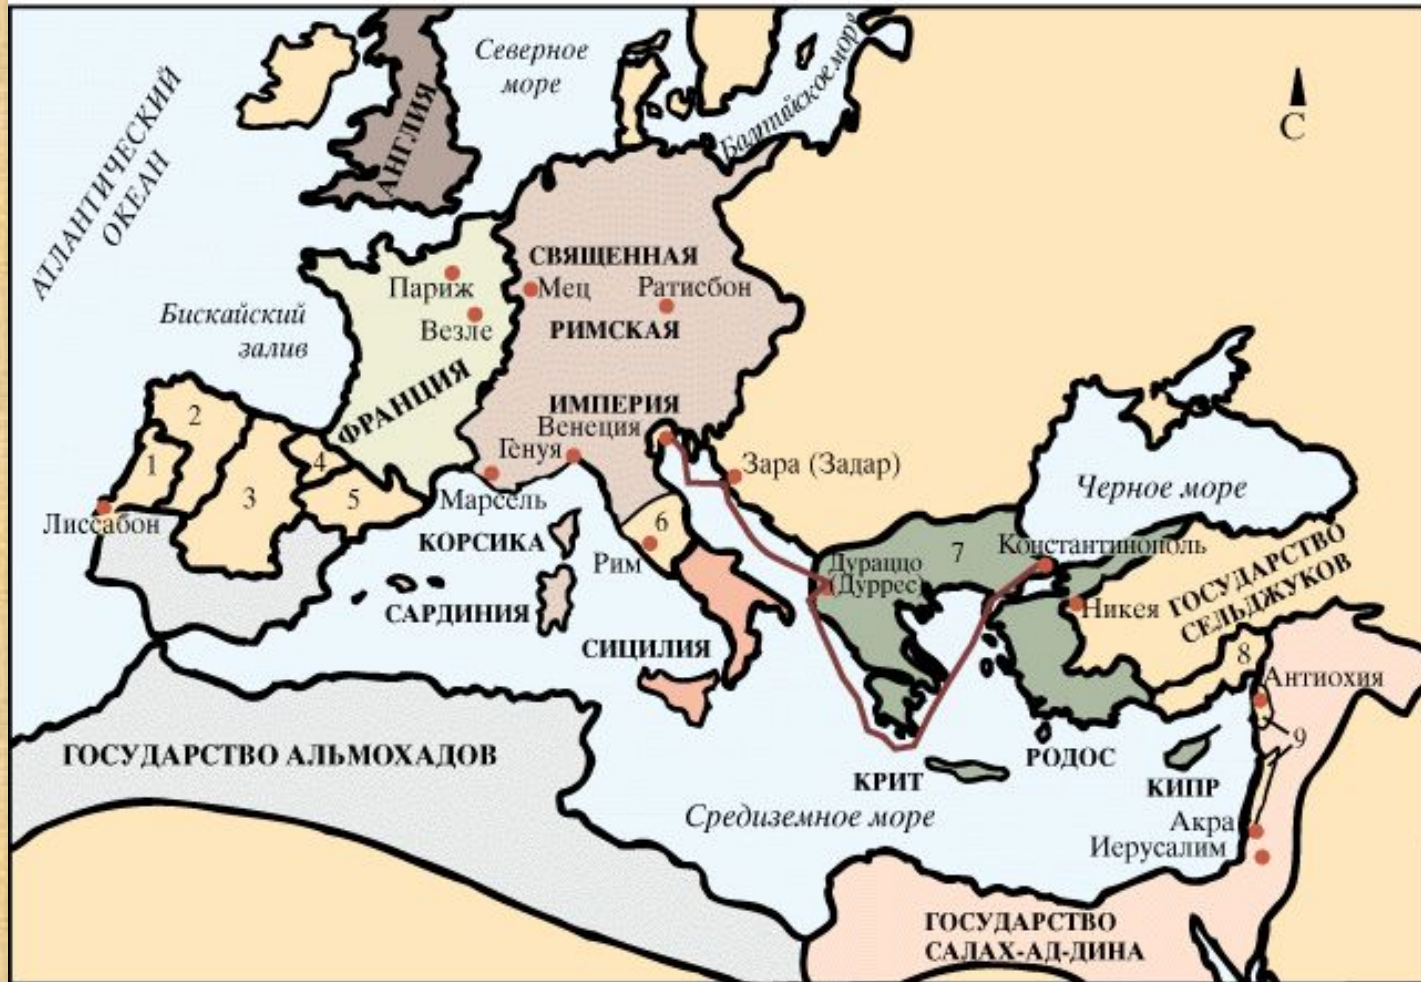 Северное
море
Балтийское море
С
АТЛАНТИЧЕСКИЙ
ОКЕАН
АНГЛИЯ
СВЯЩЕННАЯ
Париж
Мец
Ратисбон
Везле
РИМСКАЯ
Бискайский
залив
ФРАНЦИЯ
ИМПЕРИЯ
Венеция
Генуя
Марсель
Зара (Задар)
Черное море
1
2
3
4
5
6
7
Лиссабон
КОРСИКА
Рим
Дураццо
(Дуррес)
Константинополь
САРДИНИЯ
СИЦИЛИЯ
Никея
ГОСУДАРСТВО
СЕЛЬДЖУКОВ
8
Антиохия
9
ГОСУДАРСТВО АЛЬМОХАДОВ
КРИТ
РОДОС
КИПР
Средиземное море
Акра
Иерусалим
ГОСУДАРСТВО
САЛАХ-АД-ДИНА